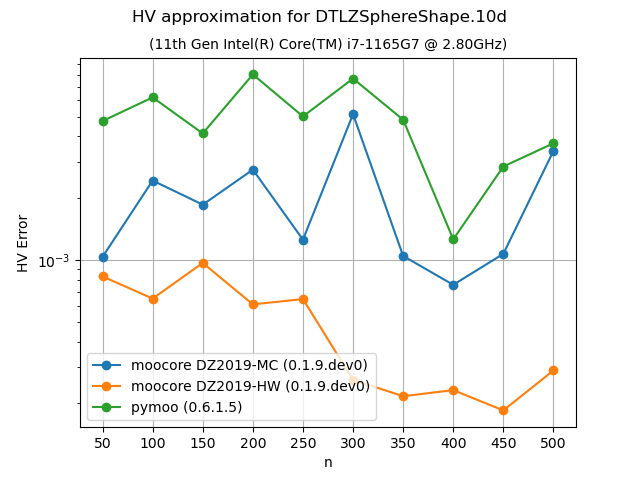 HV approximation for DTLZSphereShape.10d
(11th Gen Intel(R) Core(TM) i7-1165G7 @ 2.80GHz)
HV Error
10⁻³
moocore DZ2019-MC (0.1.9.dev0)
moocore DZ2019-HW (0.1.9.dev0)
pymoo (0.6.1.5)
50 100 150 200 250 300 350 400 450 500
n